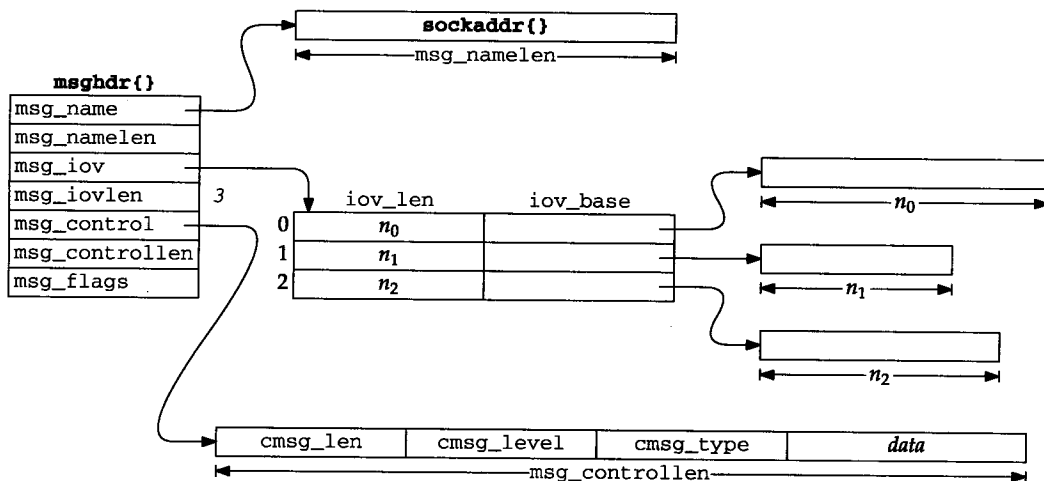 sockaddr{}
msg_namelen
msghdr{}
msg_name
msg_namelen
msg_iov
msg_iovlen 3
msg_control
msg_controllen
msg_flags
iov_len iov_base
0 n0
1 n1
2 n2
n0
n1
n2
cmsg_len cmsg_level cmsg_type data
msg_controllen